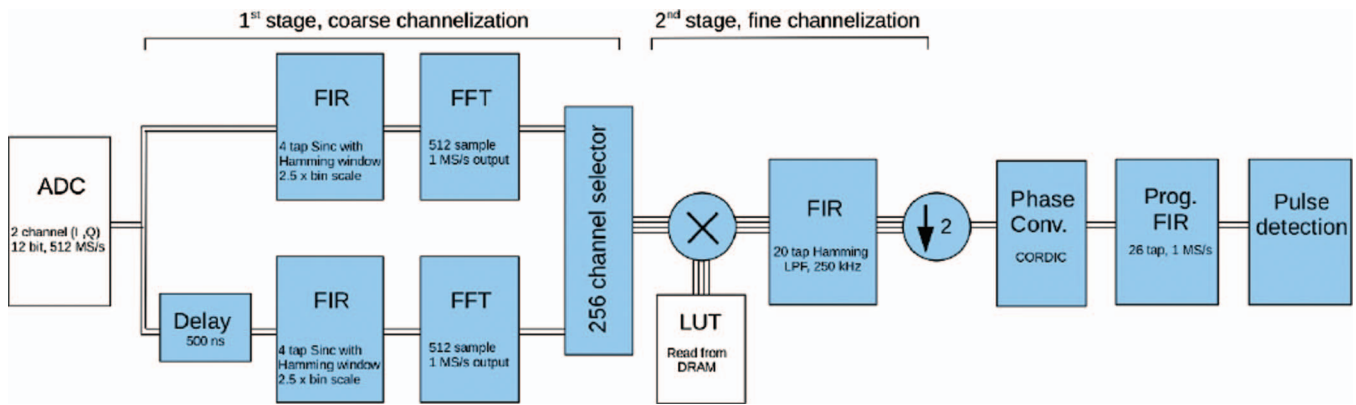 1st stage, coarse channelization
2nd stage, fine channelization
ADC
2 channel (I ,Q)
12 bit, 512 MS/s
FIR
4 tap Sinc with
Hamming window
2.5 x bin scale
FFT
512 sample
1 MS/s output
Delay
500 ns
FIR
4 tap Sinc with
Hamming window
2.5 x bin scale
FFT
512 sample
1 MS/s output
256 channel selector
LUT
Read from
DRAM
FIR
20 tap Hamming
LPF, 250 kHz
2
Phase
Conv.
CORDIC
Prog.
FIR
26 tap, 1 MS/s
Pulse
detection